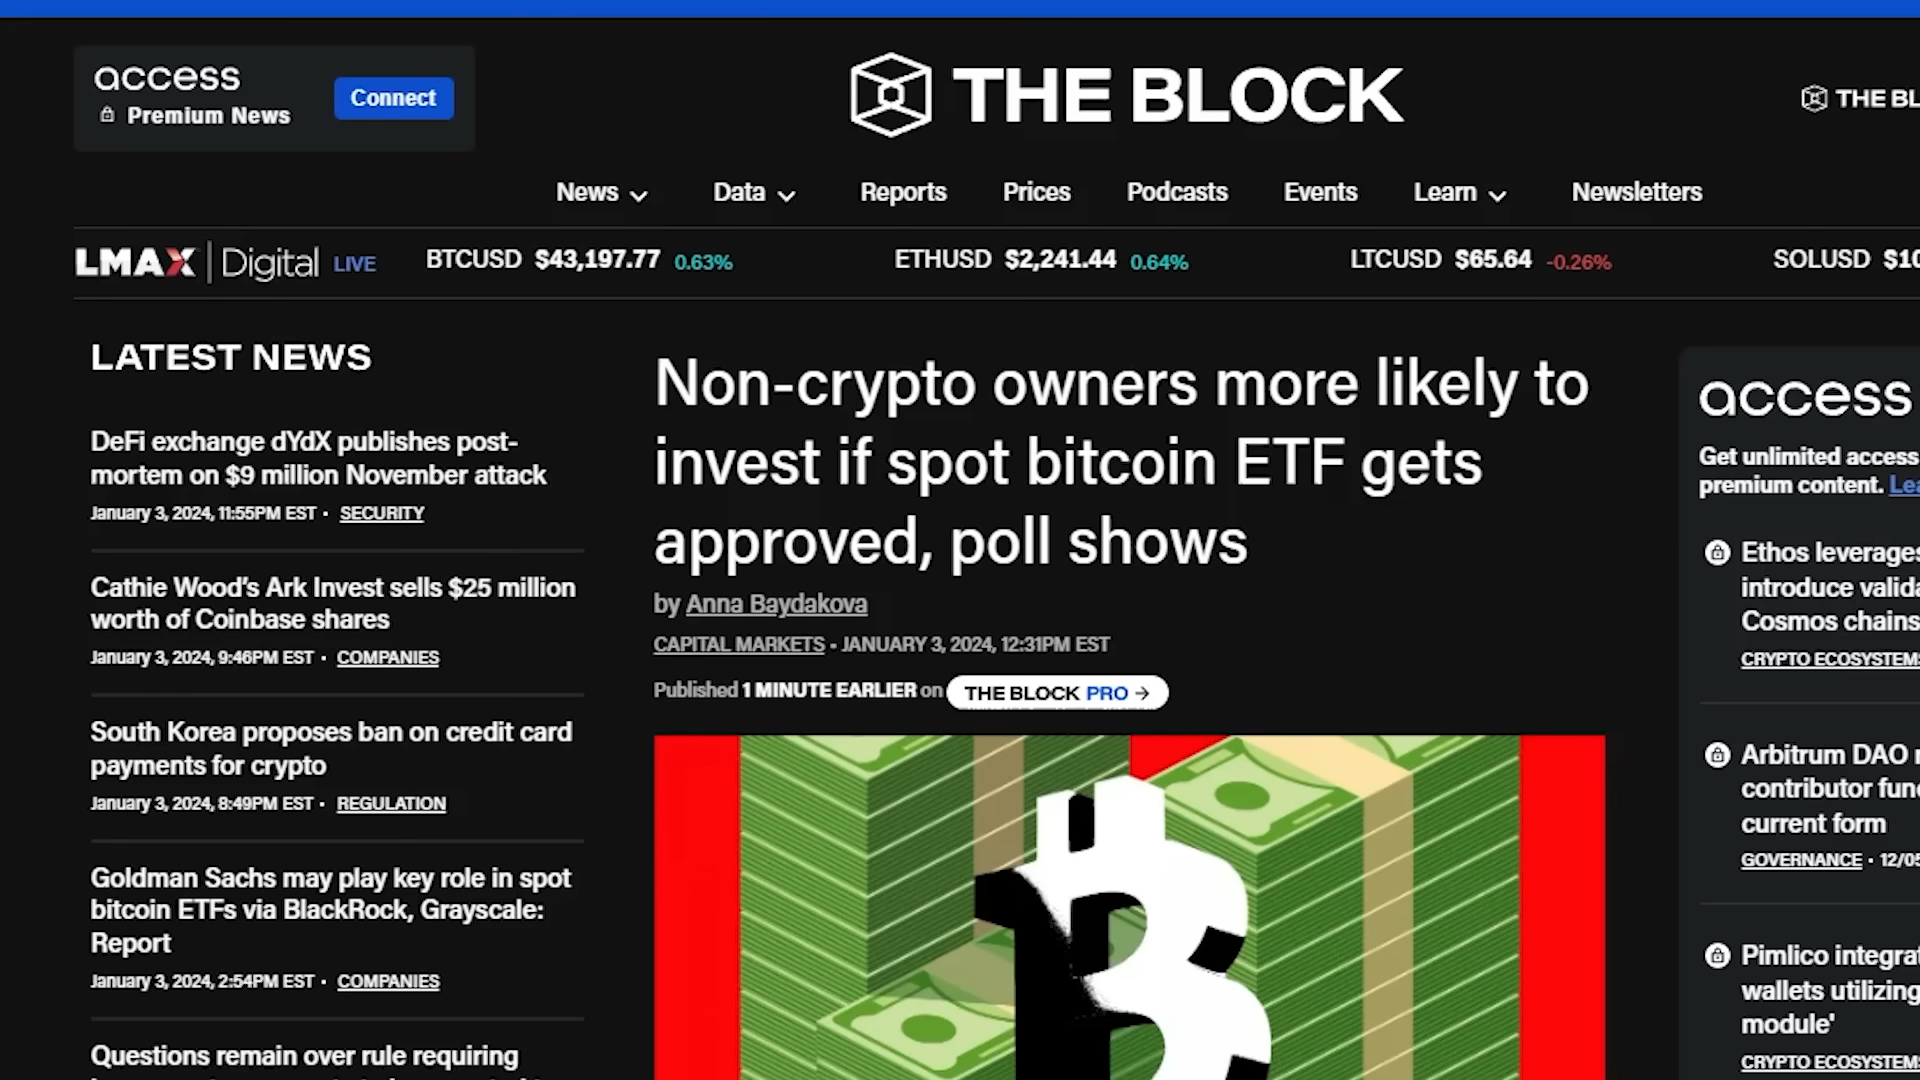 access
Premium News
Connect
THE BLOCK
THE BL
News
Data
Reports
Prices
Podcasts
Events
Learn
Newsletters
LMAX Digital LIVE
BTCUSD $43,197.77 0.63%
ETHUSD $2,241.44 0.64%
LTCUSD $65.64 -0.26%
SOLUSD $10
LATEST NEWS
DeFi exchange dYdX publishes post-
mortem on $9 million November attack
January 3, 2024, 11:55PM EST • SECURITY
Cathie Wood's Ark Invest sells $25 million
worth of Coinbase shares
January 3, 2024, 9:46PM EST • COMPANIES
South Korea proposes ban on credit card
payments for crypto
January 3, 2024, 8:49PM EST • REGULATION
Goldman Sachs may play key role in spot
bitcoin ETFs via BlackRock, Grayscale:
Report
January 3, 2024, 2:54PM EST • COMPANIES
Questions remain over rule requiring
Non-crypto owners more likely to
invest if spot bitcoin ETF gets
approved, poll shows
by Anna Baydakova
CAPITAL MARKETS • JANUARY 3, 2024, 12:31PM EST
Published 1 MINUTE EARLIER on THE BLOCK PRO →
access
Get unlimited access
premium content. Lea
Ethos leverages
introduce valida
Cosmos chains
CRYPTO ECOSYSTEMS
Arbitrum DAO
contributor fun
current form
GOVERNANCE • 12/05
Pimlico integrat
wallets utilizing
module'
CRYPTO ECOSYSTEMS